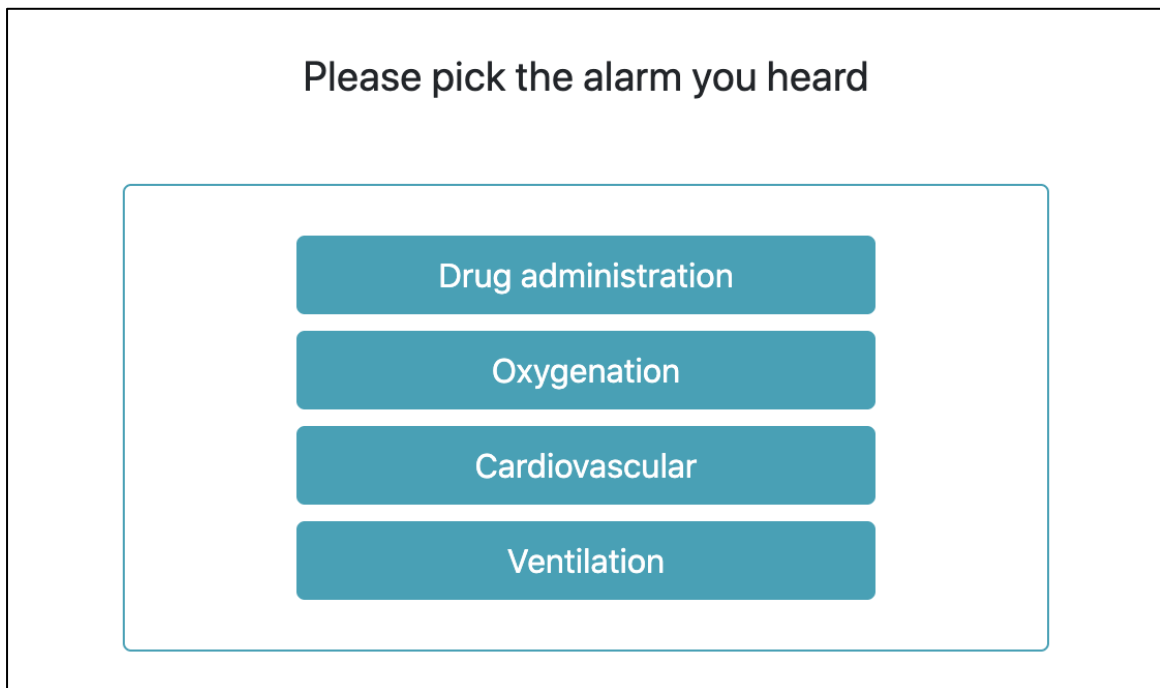 Please pick the alarm you heard
Drug administration
Oxygenation
Cardiovascular
Ventilation